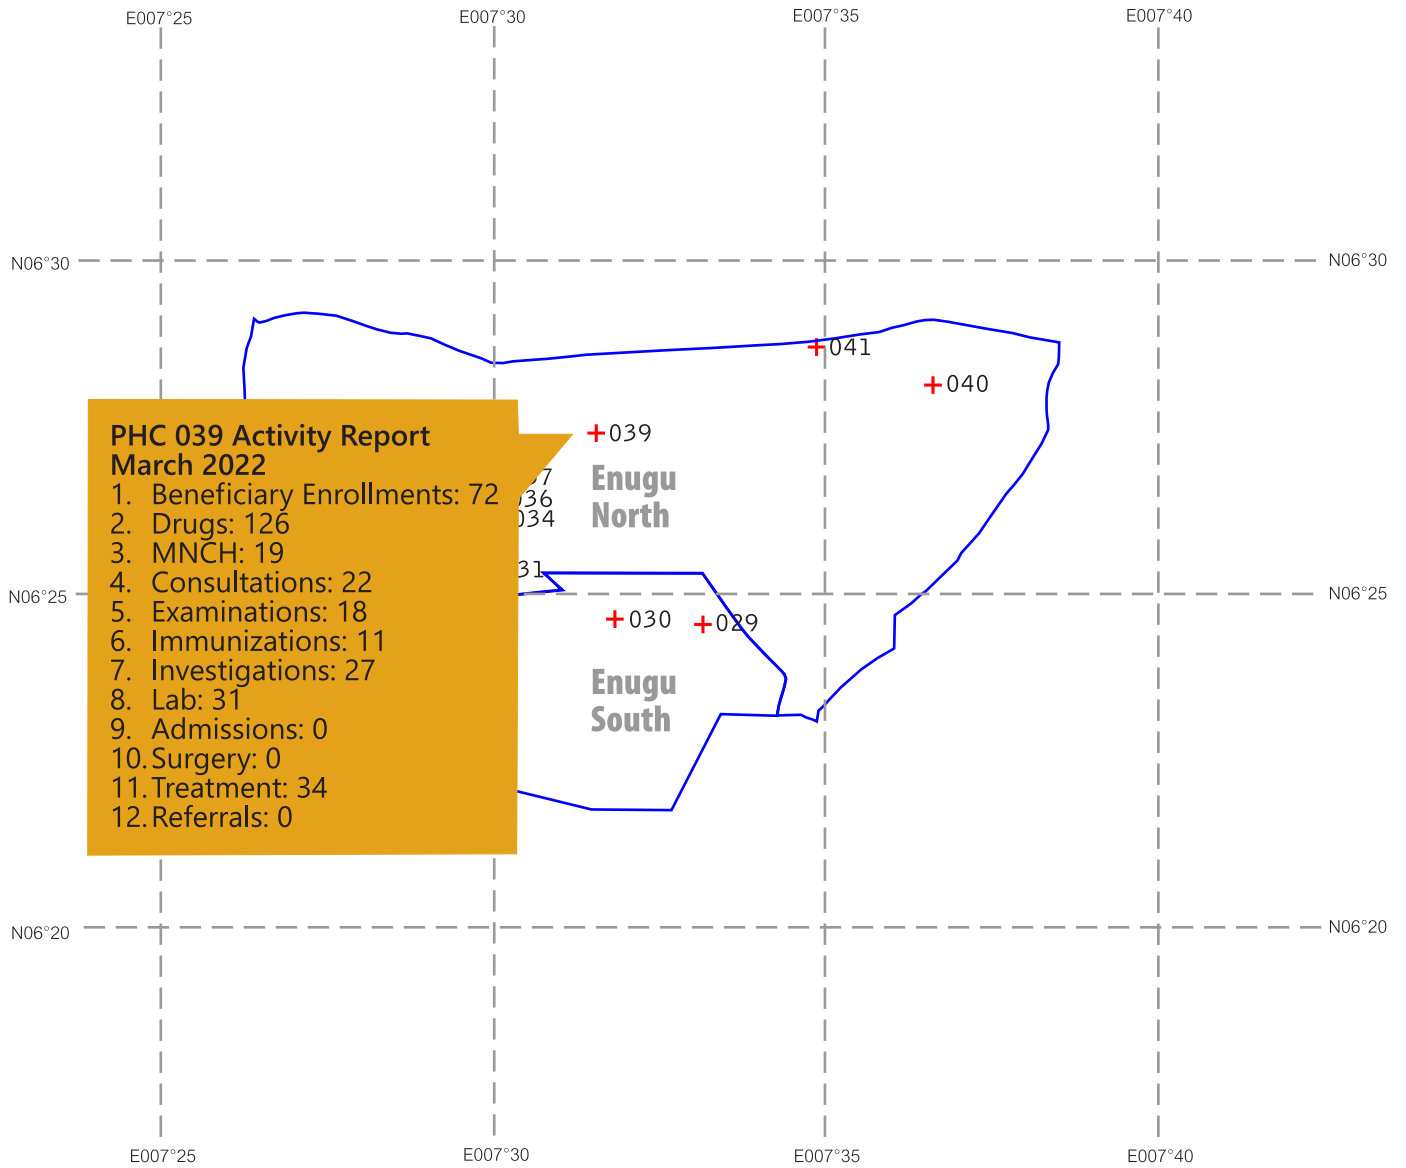 E007°25 E007°30 E007°35 E007°40
N06°30 N06°30
041
040
PHC 039 Activity Report
March 2022
1. Beneficiary Enrollments: 72
2. Drugs: 126
3. MNCH: 19
4. Consultations: 22
5. Examinations: 18
6. Immunizations: 11
7. Investigations: 27
8. Lab: 31
9. Admissions: 0
10. Surgery: 0
11. Treatment: 34
12. Referrals: 0
039
Enugu
North
37
036
034
31
N06°25 N06°25
030 029
Enugu
South
N06°20 N06°20
E007°25 E007°30 E007°35 E007°40